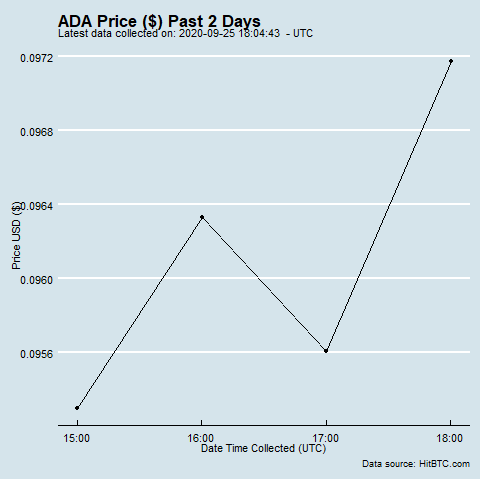 ADA Price ($) Past 2 Days
Latest data collected on: 2020-09-25 18:04:43 - UTC
0.0972
0.0968
0.0964
0.0960
0.0956
Price USD ($)
15:00 16:00 17:00 18:00
Date Time Collected (UTC)
Data source: HitBTC.com